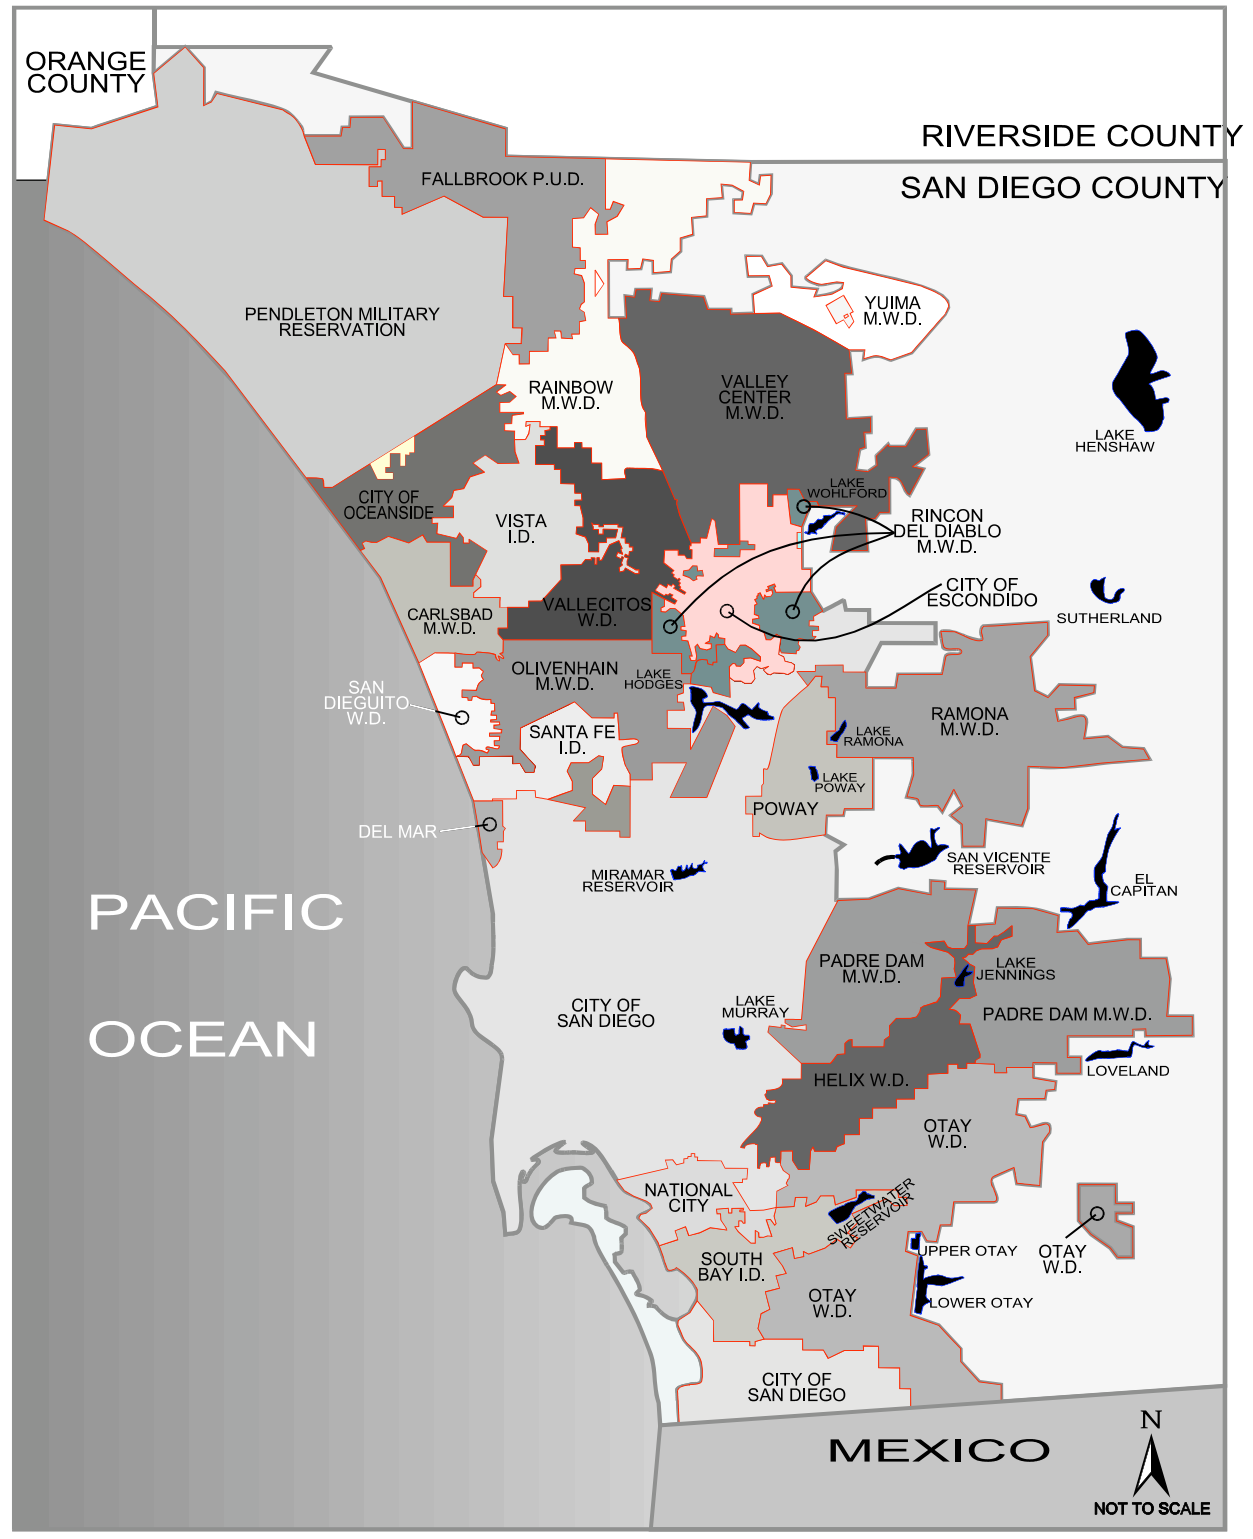 ORANGE
COUNTY
RIVERSIDE COUNTY
SAN DIEGO COUNTY
FALLBROOK P.U.D.
PENDLETON MILITARY
RESERVATION
YUIMA
M.W.D.
RAINBOW
M.W.D.
VALLEY
CENTER
M.W.D.
LAKE
HENSHAW
CITY OF
OCEANSIDE
VISTA
I.D.
LAKE
WOHLFORD
RINCON
DEL DIABLO
M.W.D.
CITY OF
ESCONDIDO
SUTHERLAND
CARLSBAD
M.W.D.
VALLECITOS
W.D.
OLIVENHAIN
M.W.D.
LAKE
HODGES
SAN
DIEGUITO
W.D.
SANTA FE
I.D.
LAKE
RAMONA
RAMONA
M.W.D.
LAKE
POWAY
POWAY
DEL MAR
MIRAMAR
RESERVOIR
SAN VICENTE
RESERVOIR
EL
CAPITAN
PACIFIC
OCEAN
PADRE DAM
M.W.D.
LAKE
JENNINGS
CITY OF
SAN DIEGO
LAKE
MURRAY
PADRE DAM M.W.D.
LOVELAND
HELIX W.D.
OTAY
W.D.
NATIONAL
CITY
SWEETWATER
RESERVOIR
SOUTH
BAY I.D.
UPPER OTAY
OTAY
W.D.
LOWER OTAY
OTAY
W.D.
CITY OF
SAN DIEGO
MEXICO
N
NOT TO SCALE